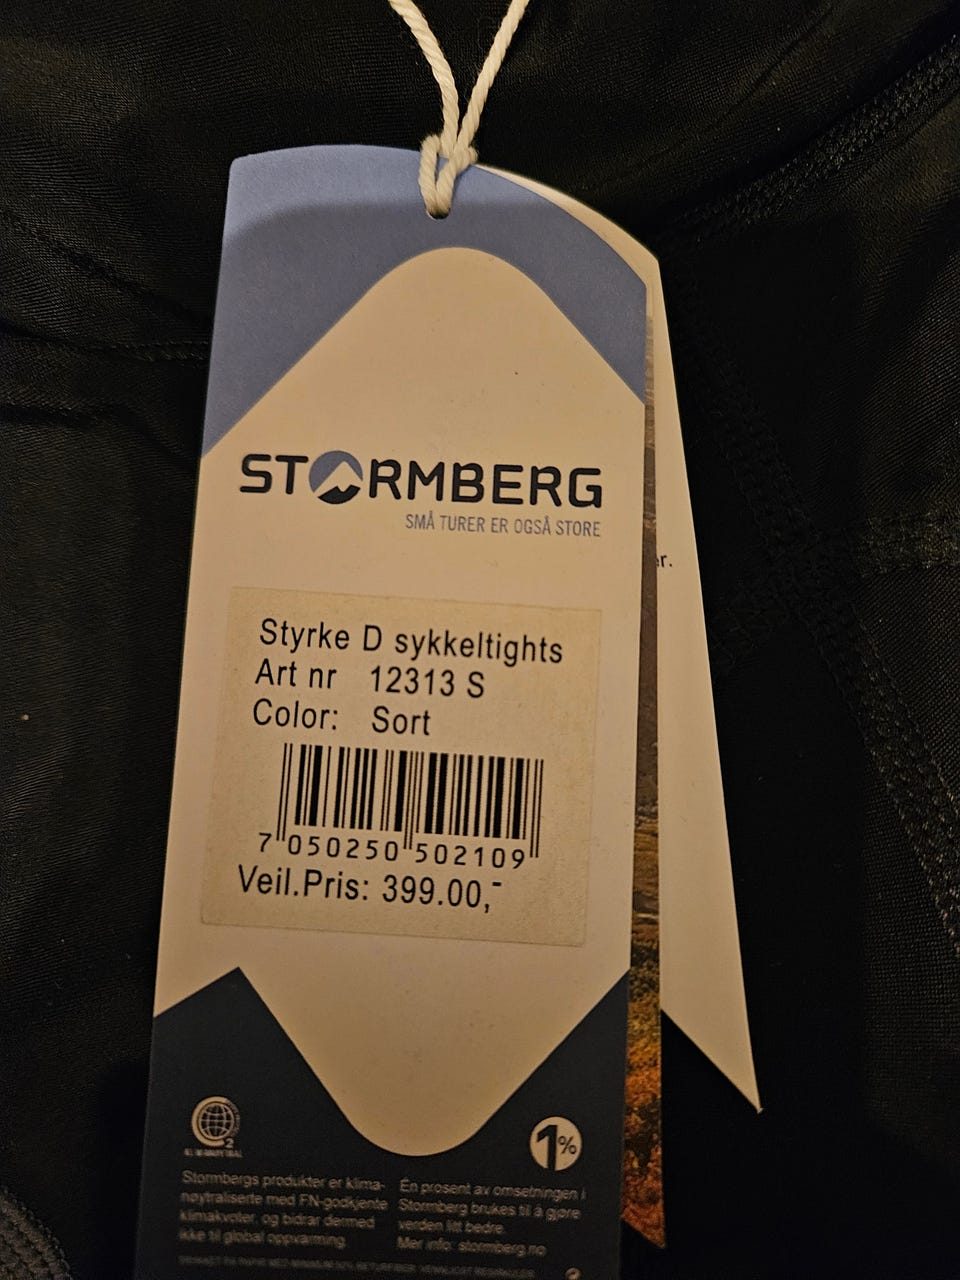 STORMBERG
SMÅ TURER ER OGSÅ STORE
er.
Styrke D sykkeltights
Art nr 12313 S
Color: Sort
7 050250 502109
Veil.Pris: 399.00,-
2
1%
Stormbergs produkter er klima-
nøytraliserte med FN-godkjente
klimakvoter, og bidrar dermed
ikke til global oppvarming.
Én prosent av omsetningen i
Stormberg brukes til å gjøre
verden litt bedre.
Mer info: stormberg.no